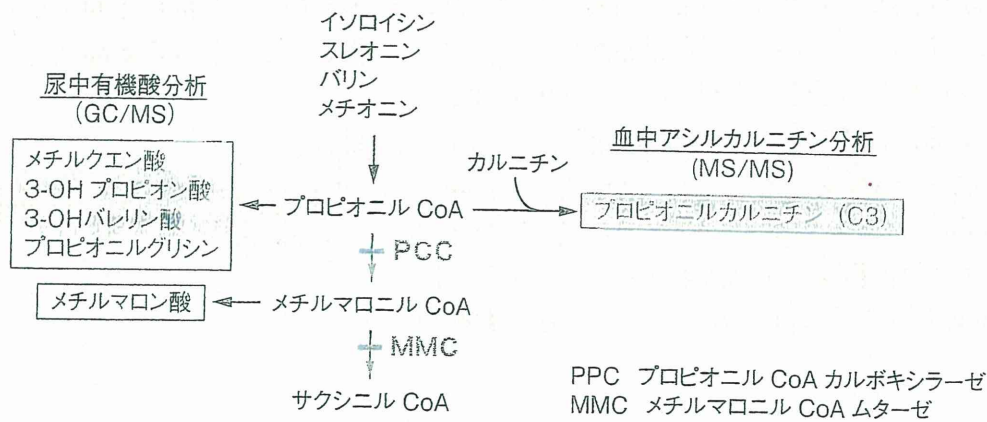 イソロイシン
スレオニン
バリン
メチオニン
尿中有機酸分析
(GC/MS)
メチルクエン酸
3-OH プロピオン酸
3-OHバレリン酸
プロピオニルグリシン
プロピオニル CoA
カルニチン
血中アシルカルニチン分析
(MS/MS)
プロピオニルカルニチン (C3)
PCC
メチルマロン酸
メチルマロニル CoA
MMC
サクシニル CoA
PPC プロピオニル CoA カルボキシラーゼ
MMC メチルマロニル CoA ムターゼ